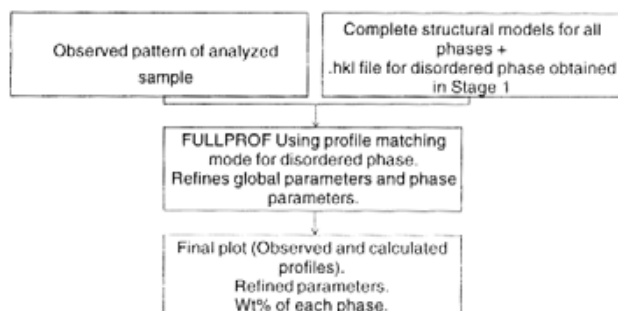 Observed pattern of analyzed
sample
Complete structural models for all
phases +
.hkl file for disordered phase obtained
in Stage 1
FULLPROF Using profile matching
mode for disordered phase.
Refines global parameters and phase
parameters.
Final plot (Observed and calculated
profiles).
Refined parameters.
Wt% of each phase.